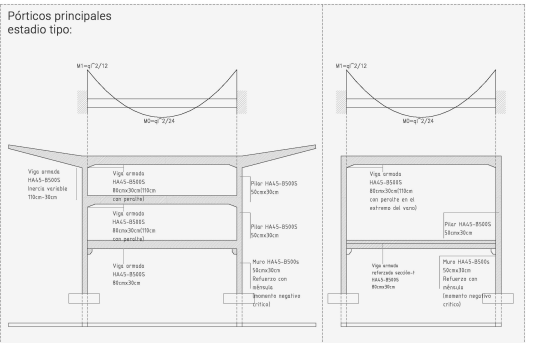 Pórticos principales
estadio tipo:
M1=ql^2/12
M0=ql^2/24
Viga armada
HA45-B500S
Inercia variable
110cm-30cm
Viga armada
HA45-B500S
80cmx30cm(110cm
con peralte)
Viga armada
HA45-B500S
80cmx30cm(110cm
con peralte)
Viga armada
HA45-B500S
80cmx30cm
Pilar HA45-B500S
50cmx30cm
Pilar HA45-B500S
50cmx30cm
Muro HA45-B500s
50cmx30cm
Refuerzo con
ménsula
(momento negativo
crítico)
M1=ql^2/12
M0=ql^2/24
Viga armada
HA45-B500S
80cmx30cm(110cm
con peralte en el
extremo del vano)
Pilar HA45-B500S
50cmx30cm
Viga armada
reforzada sección-t
HA45-B500S
80cmx30cm
Muro HA45-B500s
50cmx30cm
Refuerzo con
ménsula
(momento negativo
crítico)